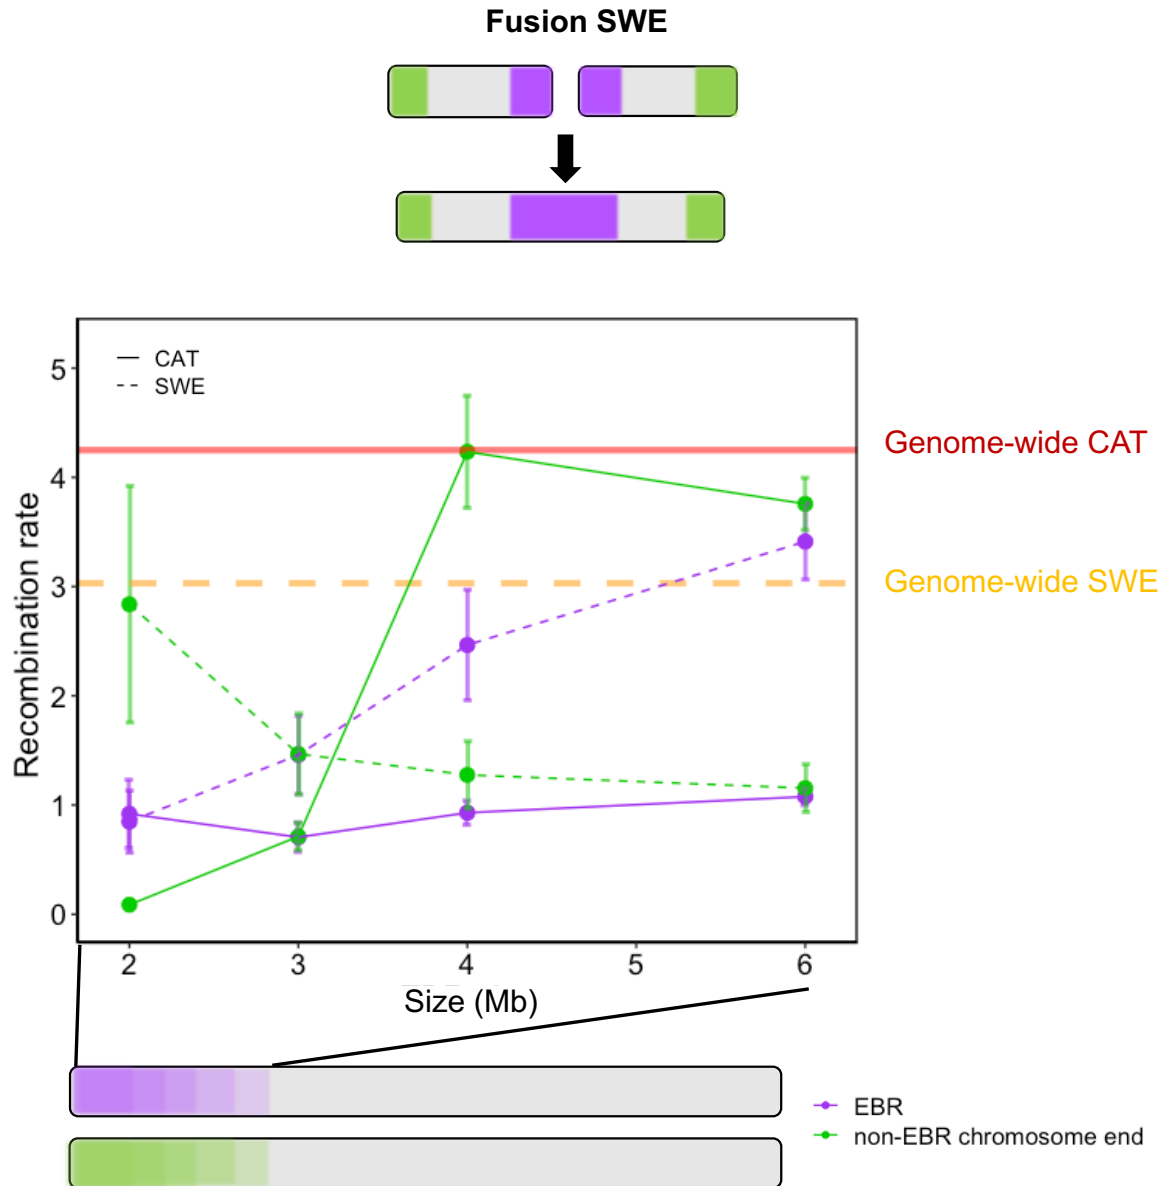 Fusion SWE
CAT
SWE
5
4
3
2
1
0
Recombination rate
Genome-wide CAT
Genome-wide SWE
2 3 4 5 6
Size (Mb)
EBR
non-EBR chromosome end